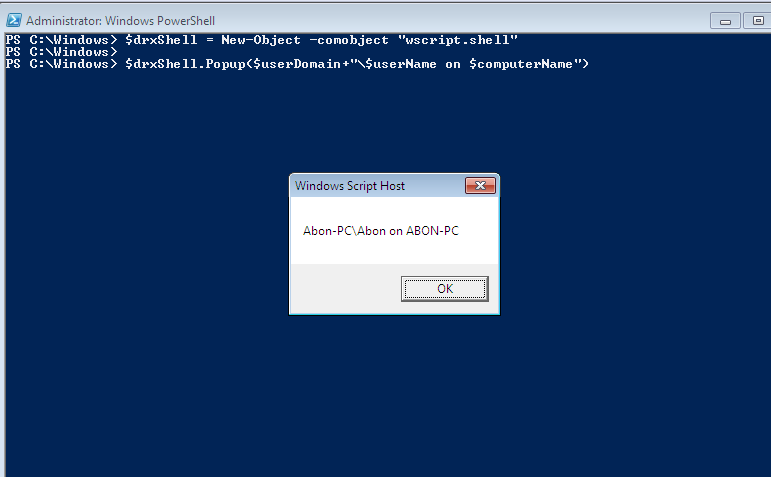 Administrator: Windows PowerShell
PS C:\Windows> $drxShell = New-Object -comobject "wscript.shell"
PS C:\Windows>
PS C:\Windows> $drxShell.Popup($userDomain+"\$userName on $computerName")
Windows Script Host
Abon-PC\Abon on ABON-PC
OK